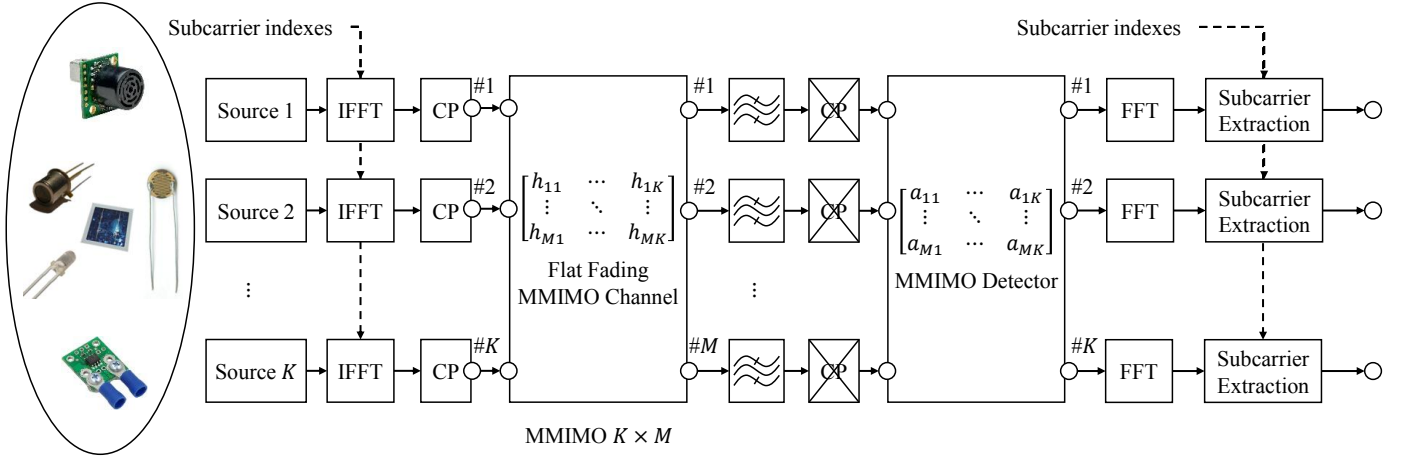 Subcarrier indexes
Subcarrier indexes
Source 1
IFFT
CP
#1
#1
CP
#1
FFT
Subcarrier
Extraction
Source 2
IFFT
CP
#2
#2
CP
#2
FFT
Subcarrier
Extraction
[h11 ⋯ h1K
⋮ ⋱ ⋮
hM1 ⋯ hMK]
Flat Fading
MMIMO Channel
[a11 ⋯ a1K
⋮ ⋱ ⋮
aM1 ⋯ aMK]
MMIMO Detector
⋮
⋮
⋮
Source K
IFFT
CP
#K
#M
CP
#K
FFT
Subcarrier
Extraction
MMIMO K × M